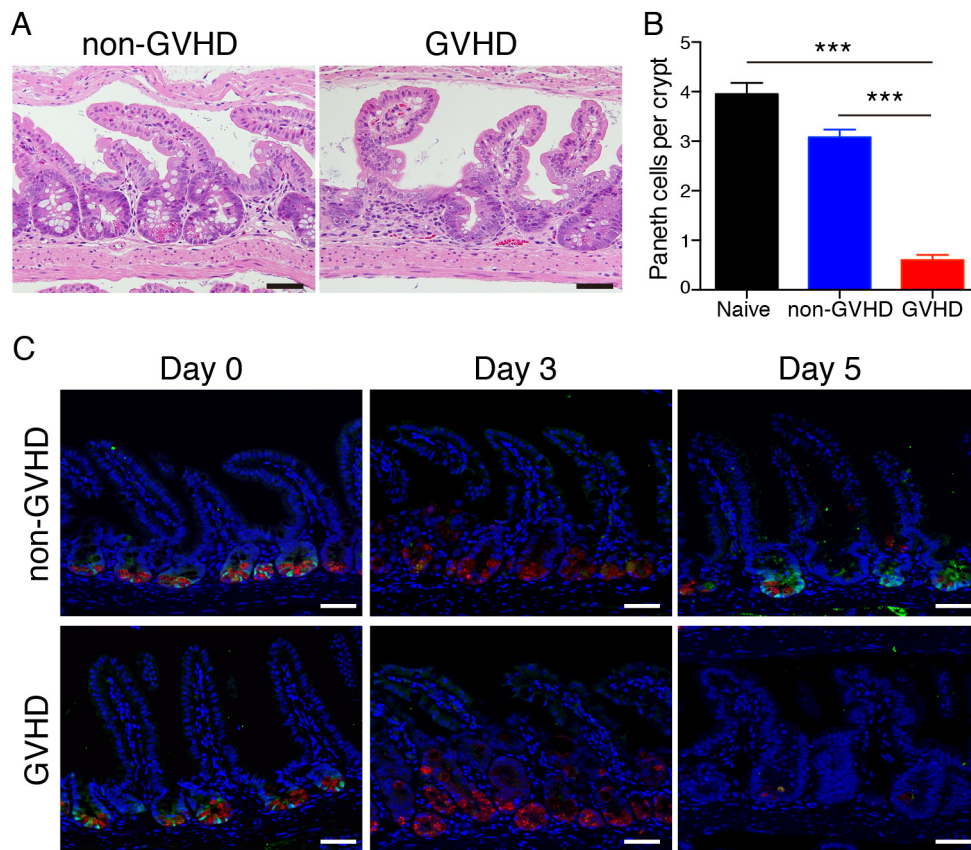 A
non-GVHD
GVHD
B
Paneth cells per crypt
5
4
3
2
1
0
***
***
Naive
non-GVHD
GVHD
C
Day 0
Day 3
Day 5
non-GVHD
GVHD